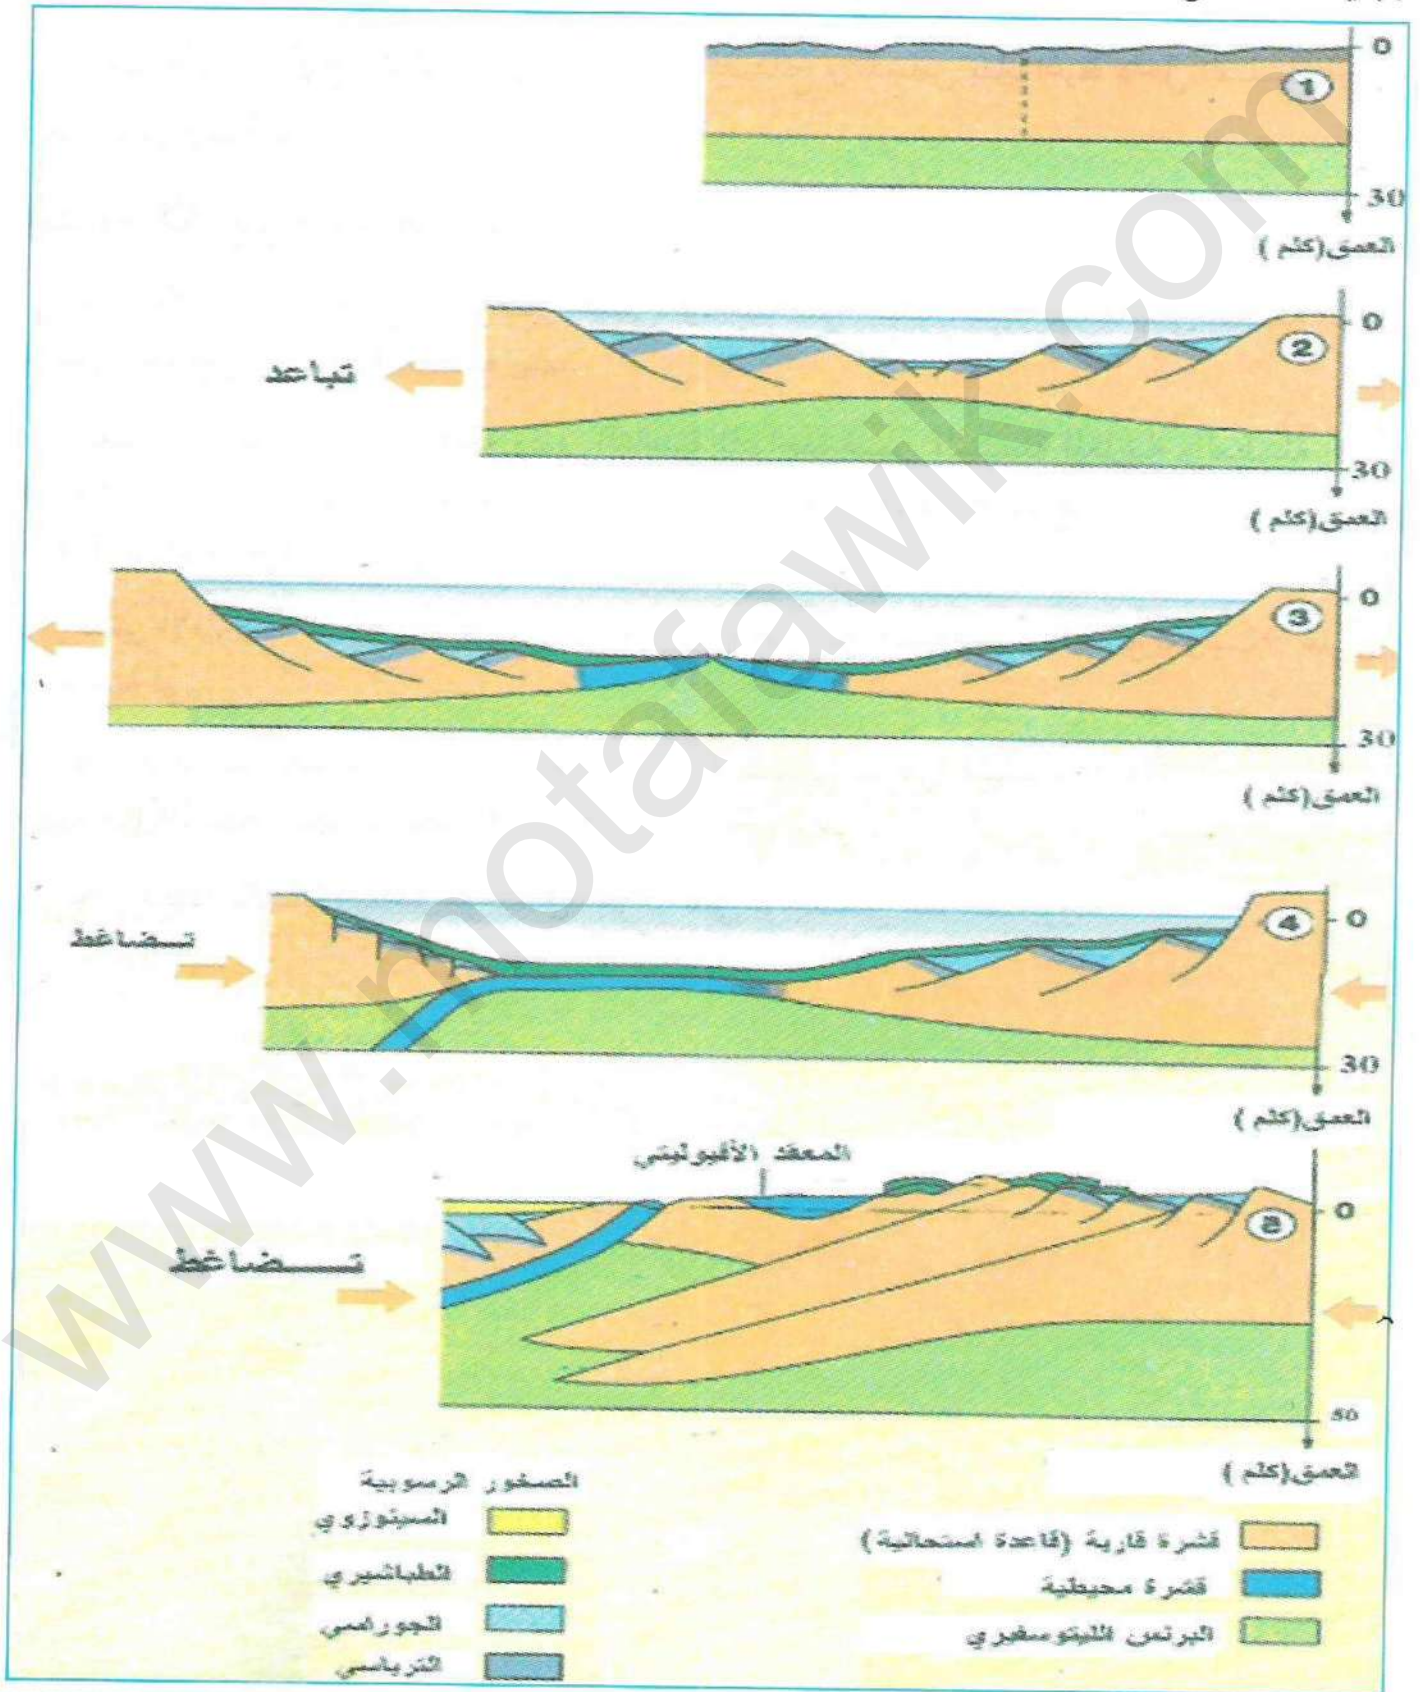 0
1
30
العمق(كلم )
0
2
تباعد
30
العمق(كلم )
0
3
30
العمق(كلم )
0
4
تـضاغط
30
العمق(كلم )
المعقد الأفيوليتي
0
5
تـــضاغط
50
العمق(كلم )
الصخور الرسوبية
السينوزوي
الطباشيري
الجوراسي
الترياسي
قشرة قارية (قاعدة استحالية)
قشرة محيطية
البرنس الليتوسفيري
www.motafawik.com